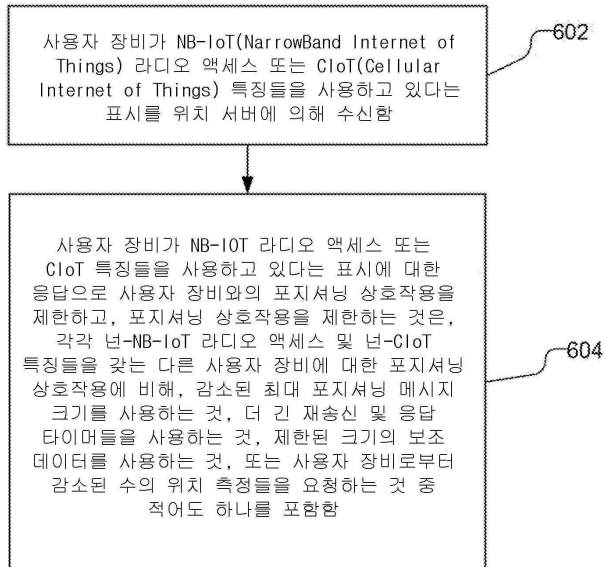 사용자 장비가 NB-IoT(NarrowBand Internet of
Things) 라디오 액세스 또는 CIoT(Cellular
Internet of Things) 특징들을 사용하고 있다는
표시를 위치 서버에 의해 수신함
602
사용자 장비가 NB-IOT 라디오 액세스 또는
CIoT 특징들을 사용하고 있다는 표시에 대한
응답으로 사용자 장비와의 포지셔닝 상호작용을
제한하고, 포지셔닝 상호작용을 제한하는 것은,
각각 넌-NB-IoT 라디오 액세스 및 넌-CIoT
특징들을 갖는 다른 사용자 장비에 대한 포지셔닝
상호작용에 비해, 감소된 최대 포지셔닝 메시지
크기를 사용하는 것, 더 긴 재송신 및 응답
타이머들을 사용하는 것, 제한된 크기의 보조
데이터를 사용하는 것, 또는 사용자 장비로부터
감소된 수의 위치 측정들을 요청하는 것 중
적어도 하나를 포함함
604